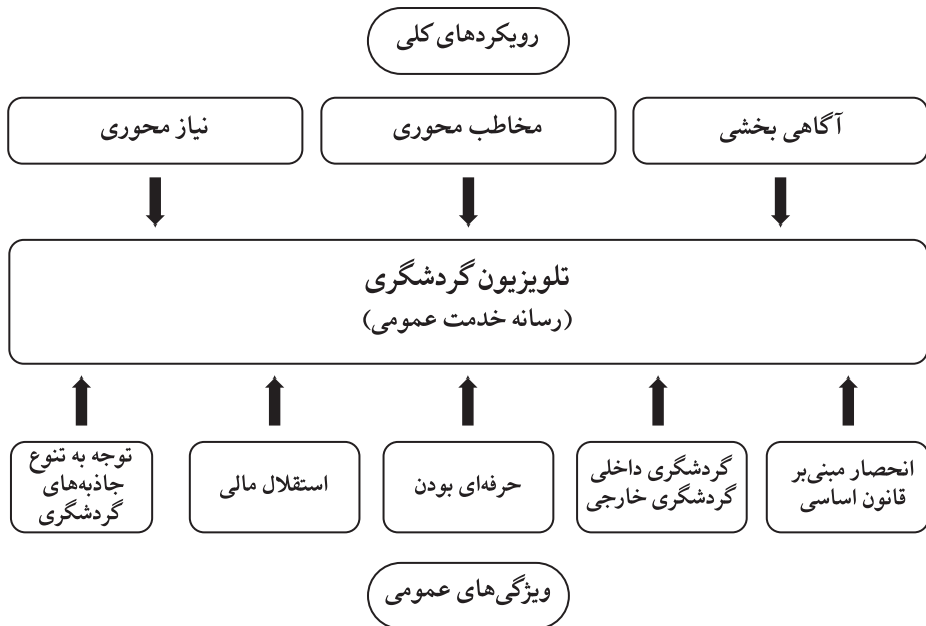 رویکردهای کلی
آگاهی بخشی
مخاطب محوری
نیاز محوری
تلویزیون گردشگری
(رسانه خدمت عمومی)
انحصار مبنی‌بر
قانون اساسی
گردشگری داخلی
گردشگری خارجی
حرفه‌ای بودن
استقلال مالی
توجه به تنوع
جاذبه‌های
گردشگری
ویژگی‌های عمومی